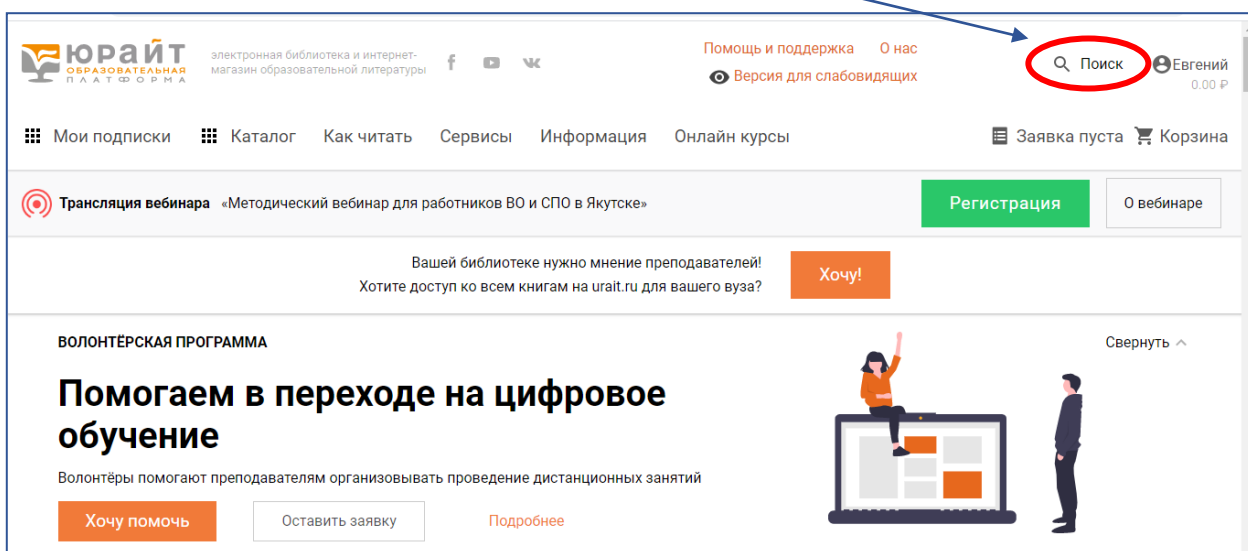 юрайт
ОБРАЗОВАТЕЛЬНАЯ
ПЛАТФОРМА
электронная библиотека и интернет-
магазин образовательной литературы
Помощь и поддержка О нас
Версия для слабовидящих
Поиск
Евгений
0.00 ₽
Мои подписки Каталог Как читать Сервисы Информация Онлайн курсы Заявка пуста Корзина
Трансляция вебинара «Методический вебинар для работников ВО и СПО в Якутске» Регистрация О вебинаре
Вашей библиотеке нужно мнение преподавателей!
Хотите доступ ко всем книгам на urait.ru для вашего вуза?
Хочу!
ВОЛОНТЁРСКАЯ ПРОГРАММА
Свернуть
Помогаем в переходе на цифровое
обучение
Волонтёры помогают преподавателям организовывать проведение дистанционных занятий
Хочу помочь Оставить заявку Подробнее